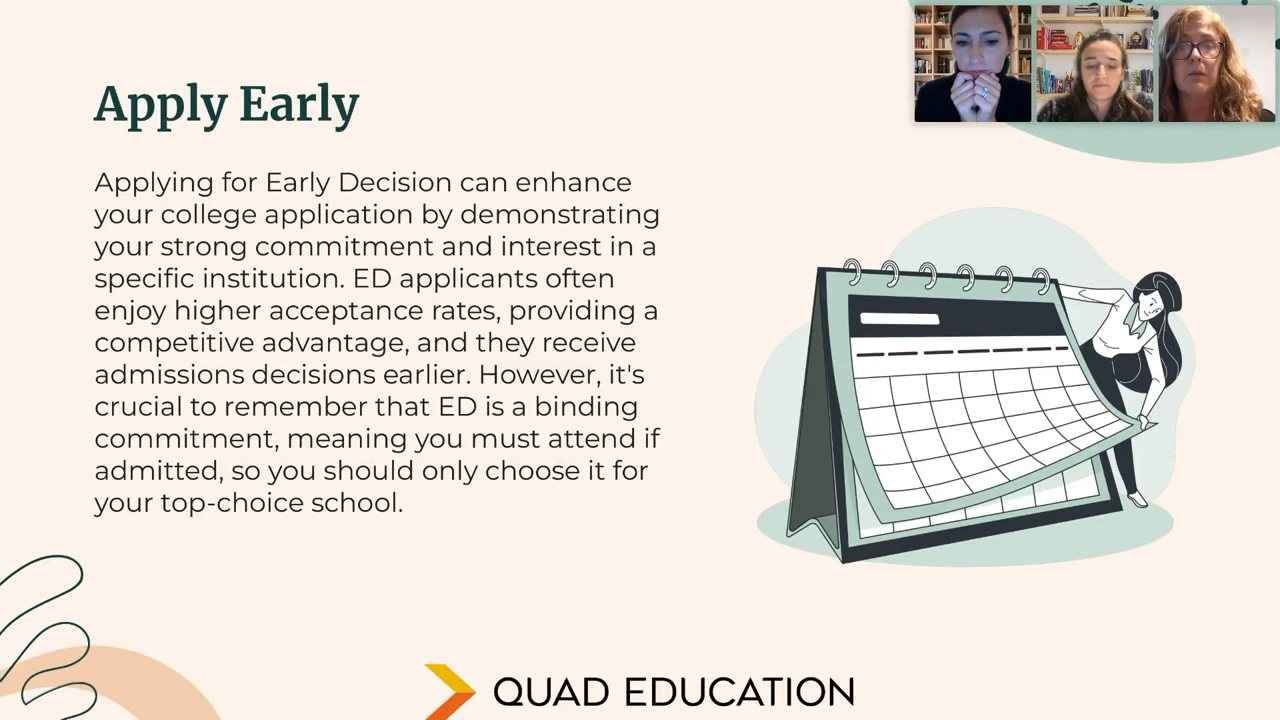 Apply Early
Applying for Early Decision can enhance
your college application by demonstrating
your strong commitment and interest in a
specific institution. ED applicants often
enjoy higher acceptance rates, providing a
competitive advantage, and they receive
admissions decisions earlier. However, it's
crucial to remember that ED is a binding
commitment, meaning you must attend if
admitted, so you should only choose it for
your top-choice school.
QUAD EDUCATION